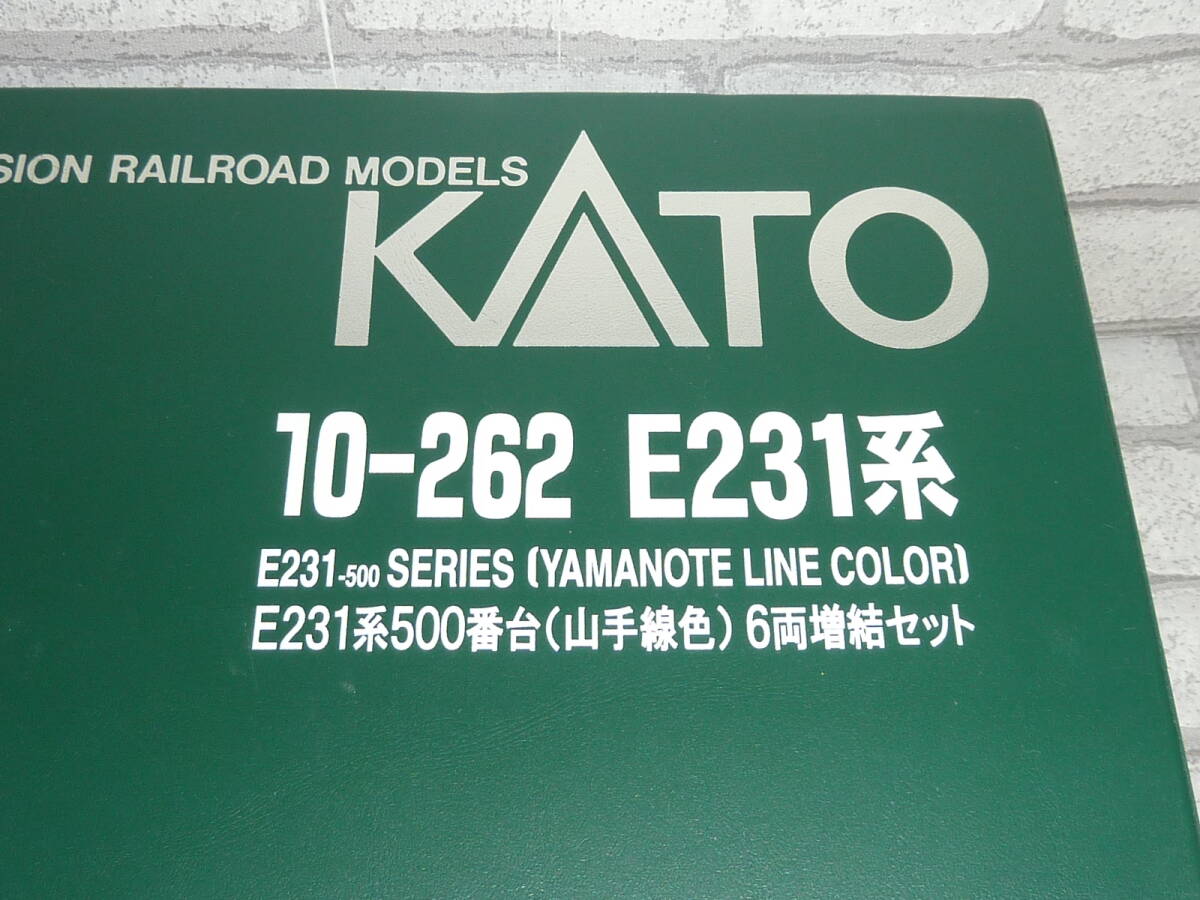 SION RAILROAD MODELS
KATO
10-262 E231系
E231-500 SERIES (YAMANOTE LINE COLOR)
E231系500番台(山手線色) 6両増結セット